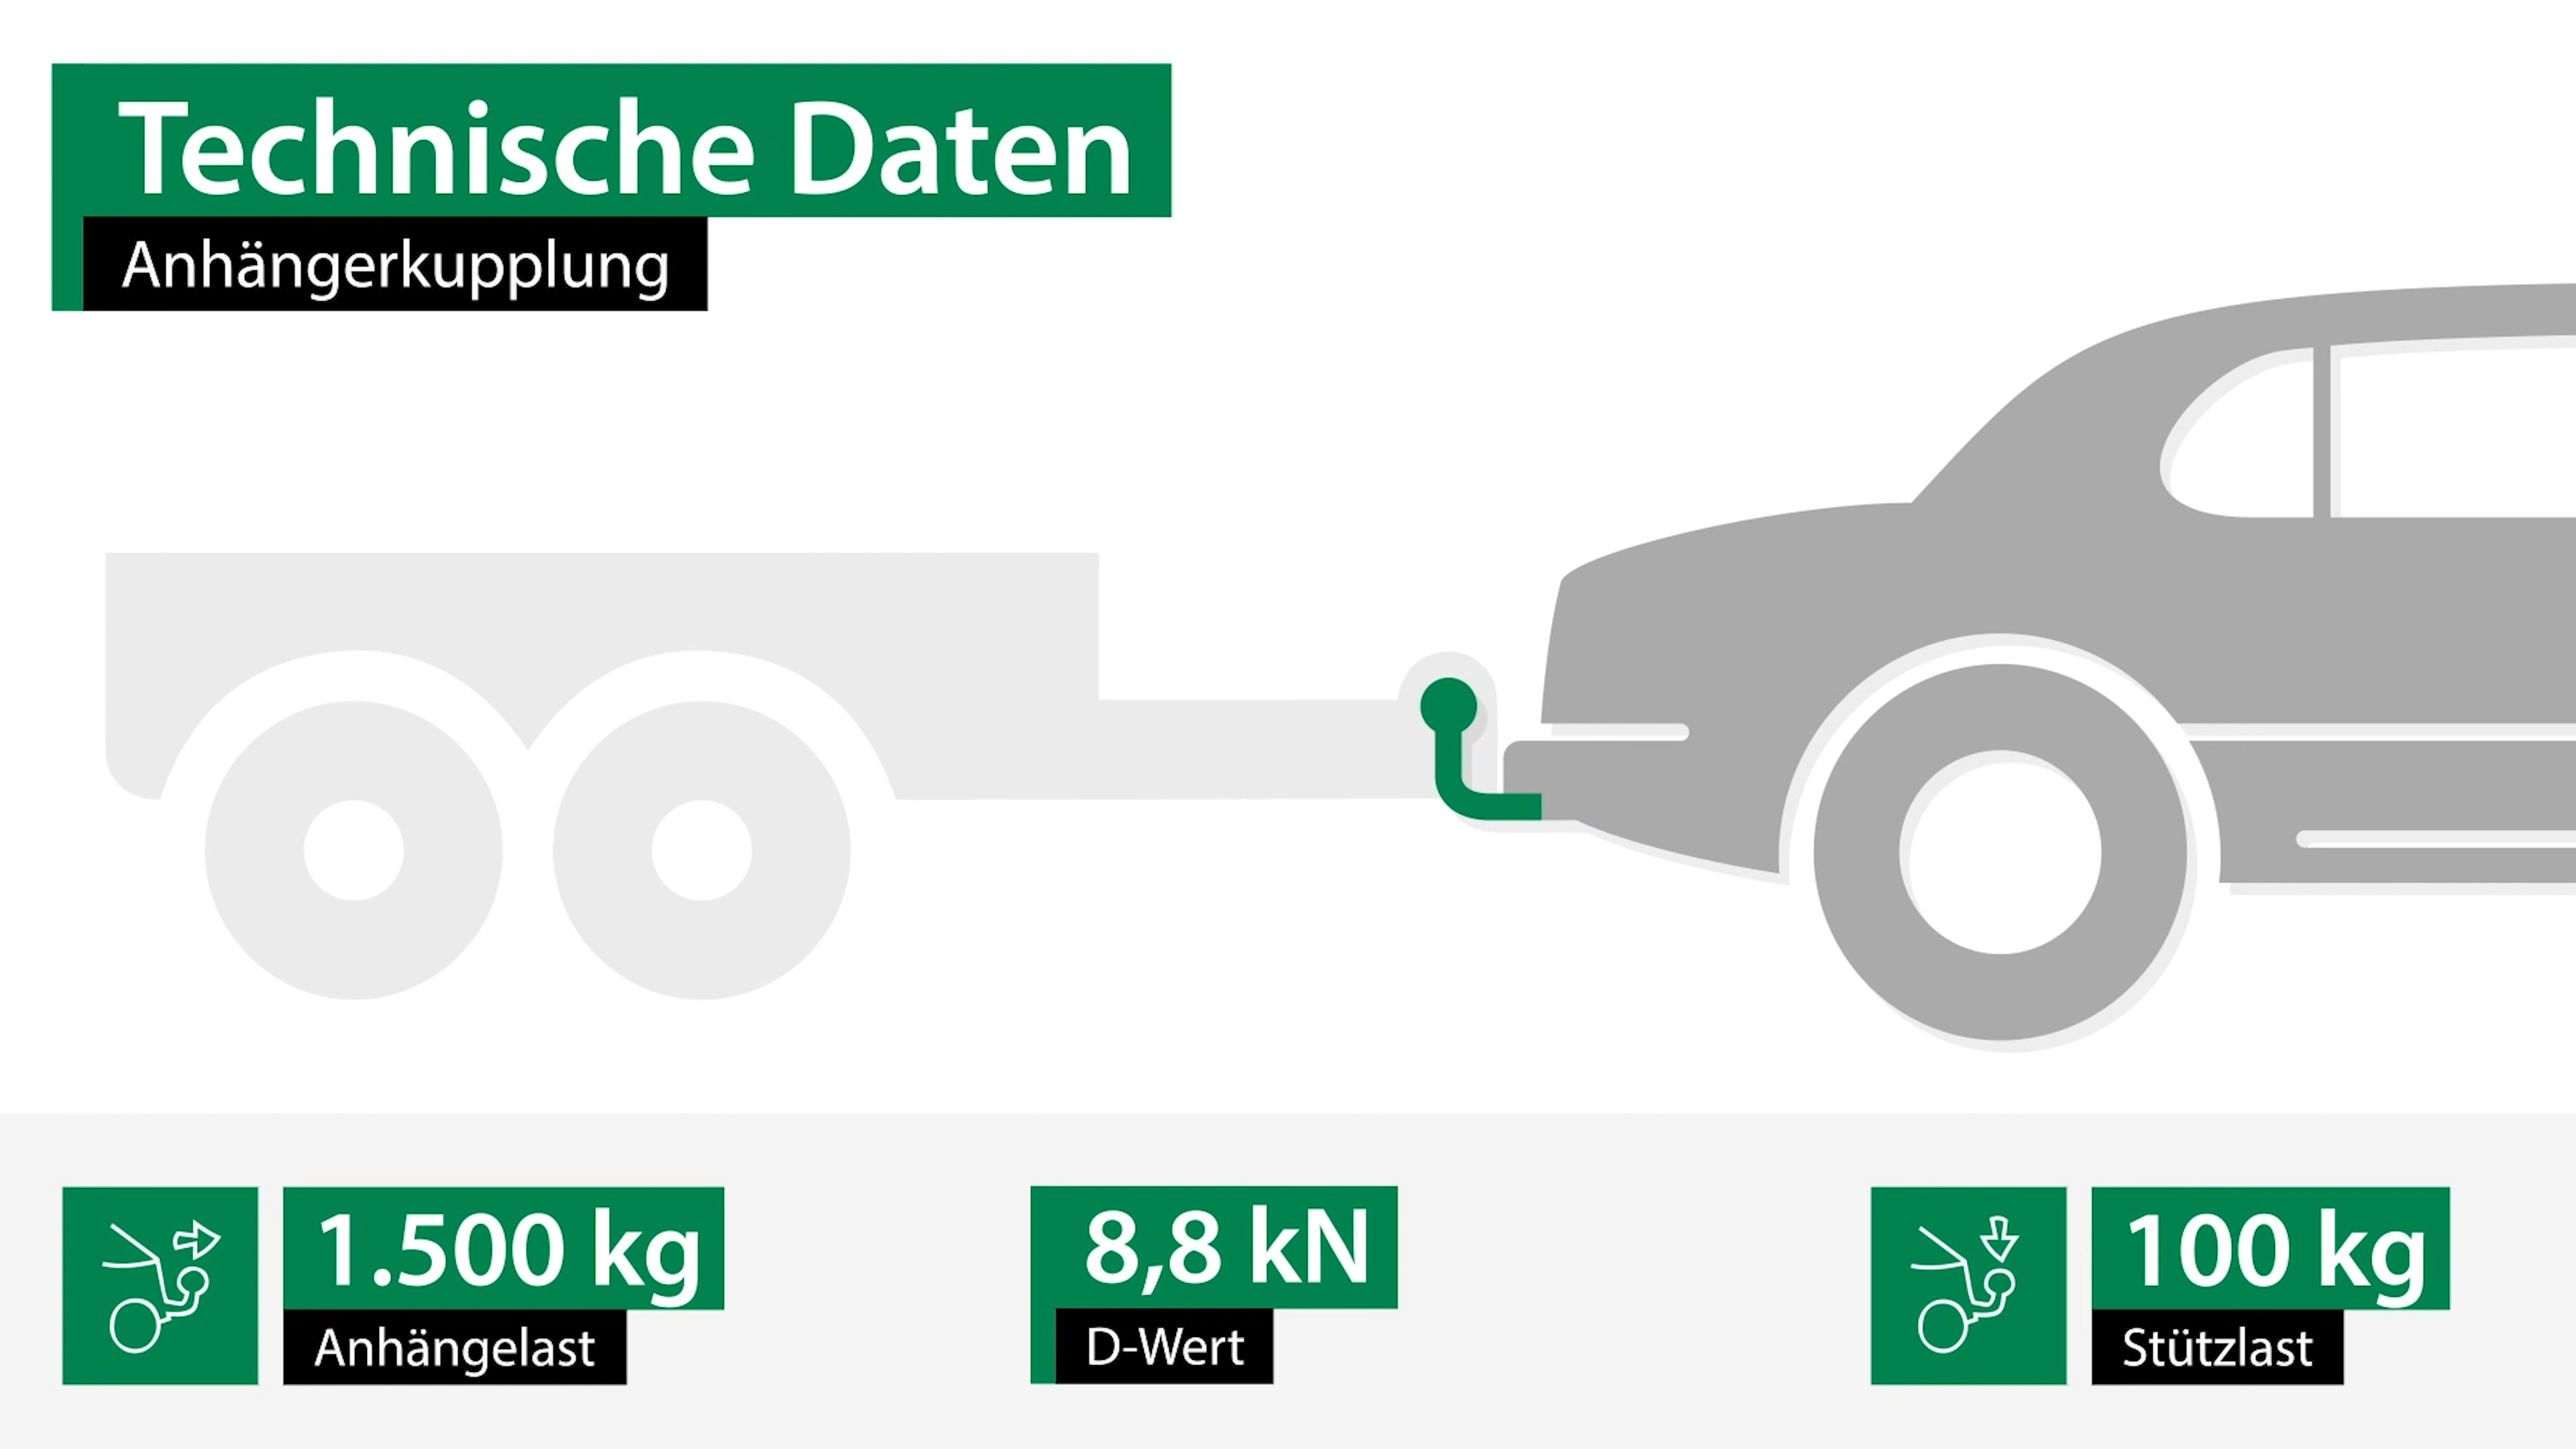 Technische Daten
Anhängerkupplung
1.500 kg
Anhängelast
8,8 kN
D-Wert
100 kg
Stützlast